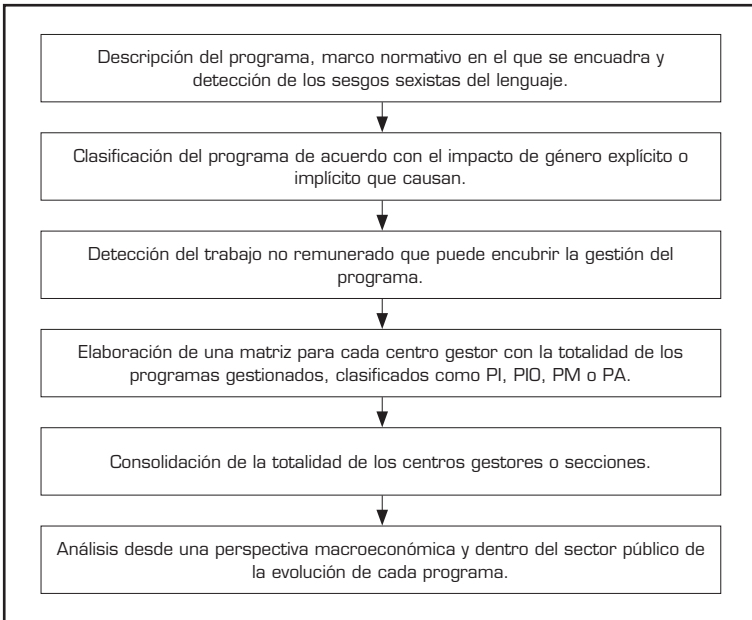 Descripción del programa, marco normativo en el que se encuadra y
detección de los sesgos sexistas del lenguaje.
Clasificación del programa de acuerdo con el impacto de género explícito o
implícito que causan.
Detección del trabajo no remunerado que puede encubrir la gestión del
programa.
Elaboración de una matriz para cada centro gestor con la totalidad de los
programas gestionados, clasificados como PI, PIO, PM o PA.
Consolidación de la totalidad de los centros gestores o secciones.
Análisis desde una perspectiva macroeconómica y dentro del sector público de
la evolución de cada programa.